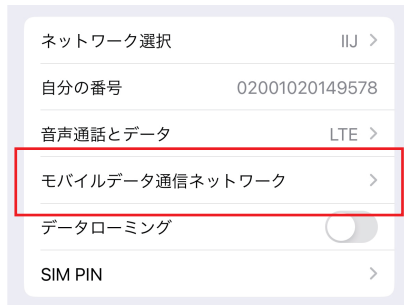 ネットワーク選択 IIJ
自分の番号 02001020149578
音声通話とデータ LTE
モバイルデータ通信ネットワーク
データローミング
SIM PIN